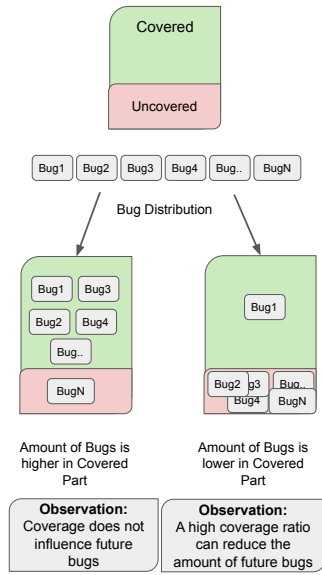 Covered
Uncovered
Bug1 Bug2 Bug3 Bug4 Bug.. BugN
Bug Distribution
Bug1 Bug3
Bug2 Bug4
Bug..
BugN
Amount of Bugs is
higher in Covered
Part
Observation:
Coverage does not
influence future
bugs
Bug1
Bug2 g3 Bug..
Bug4 BugN
Amount of Bugs is
lower in Covered
Part
Observation:
A high coverage ratio
can reduce the
amount of future bugs